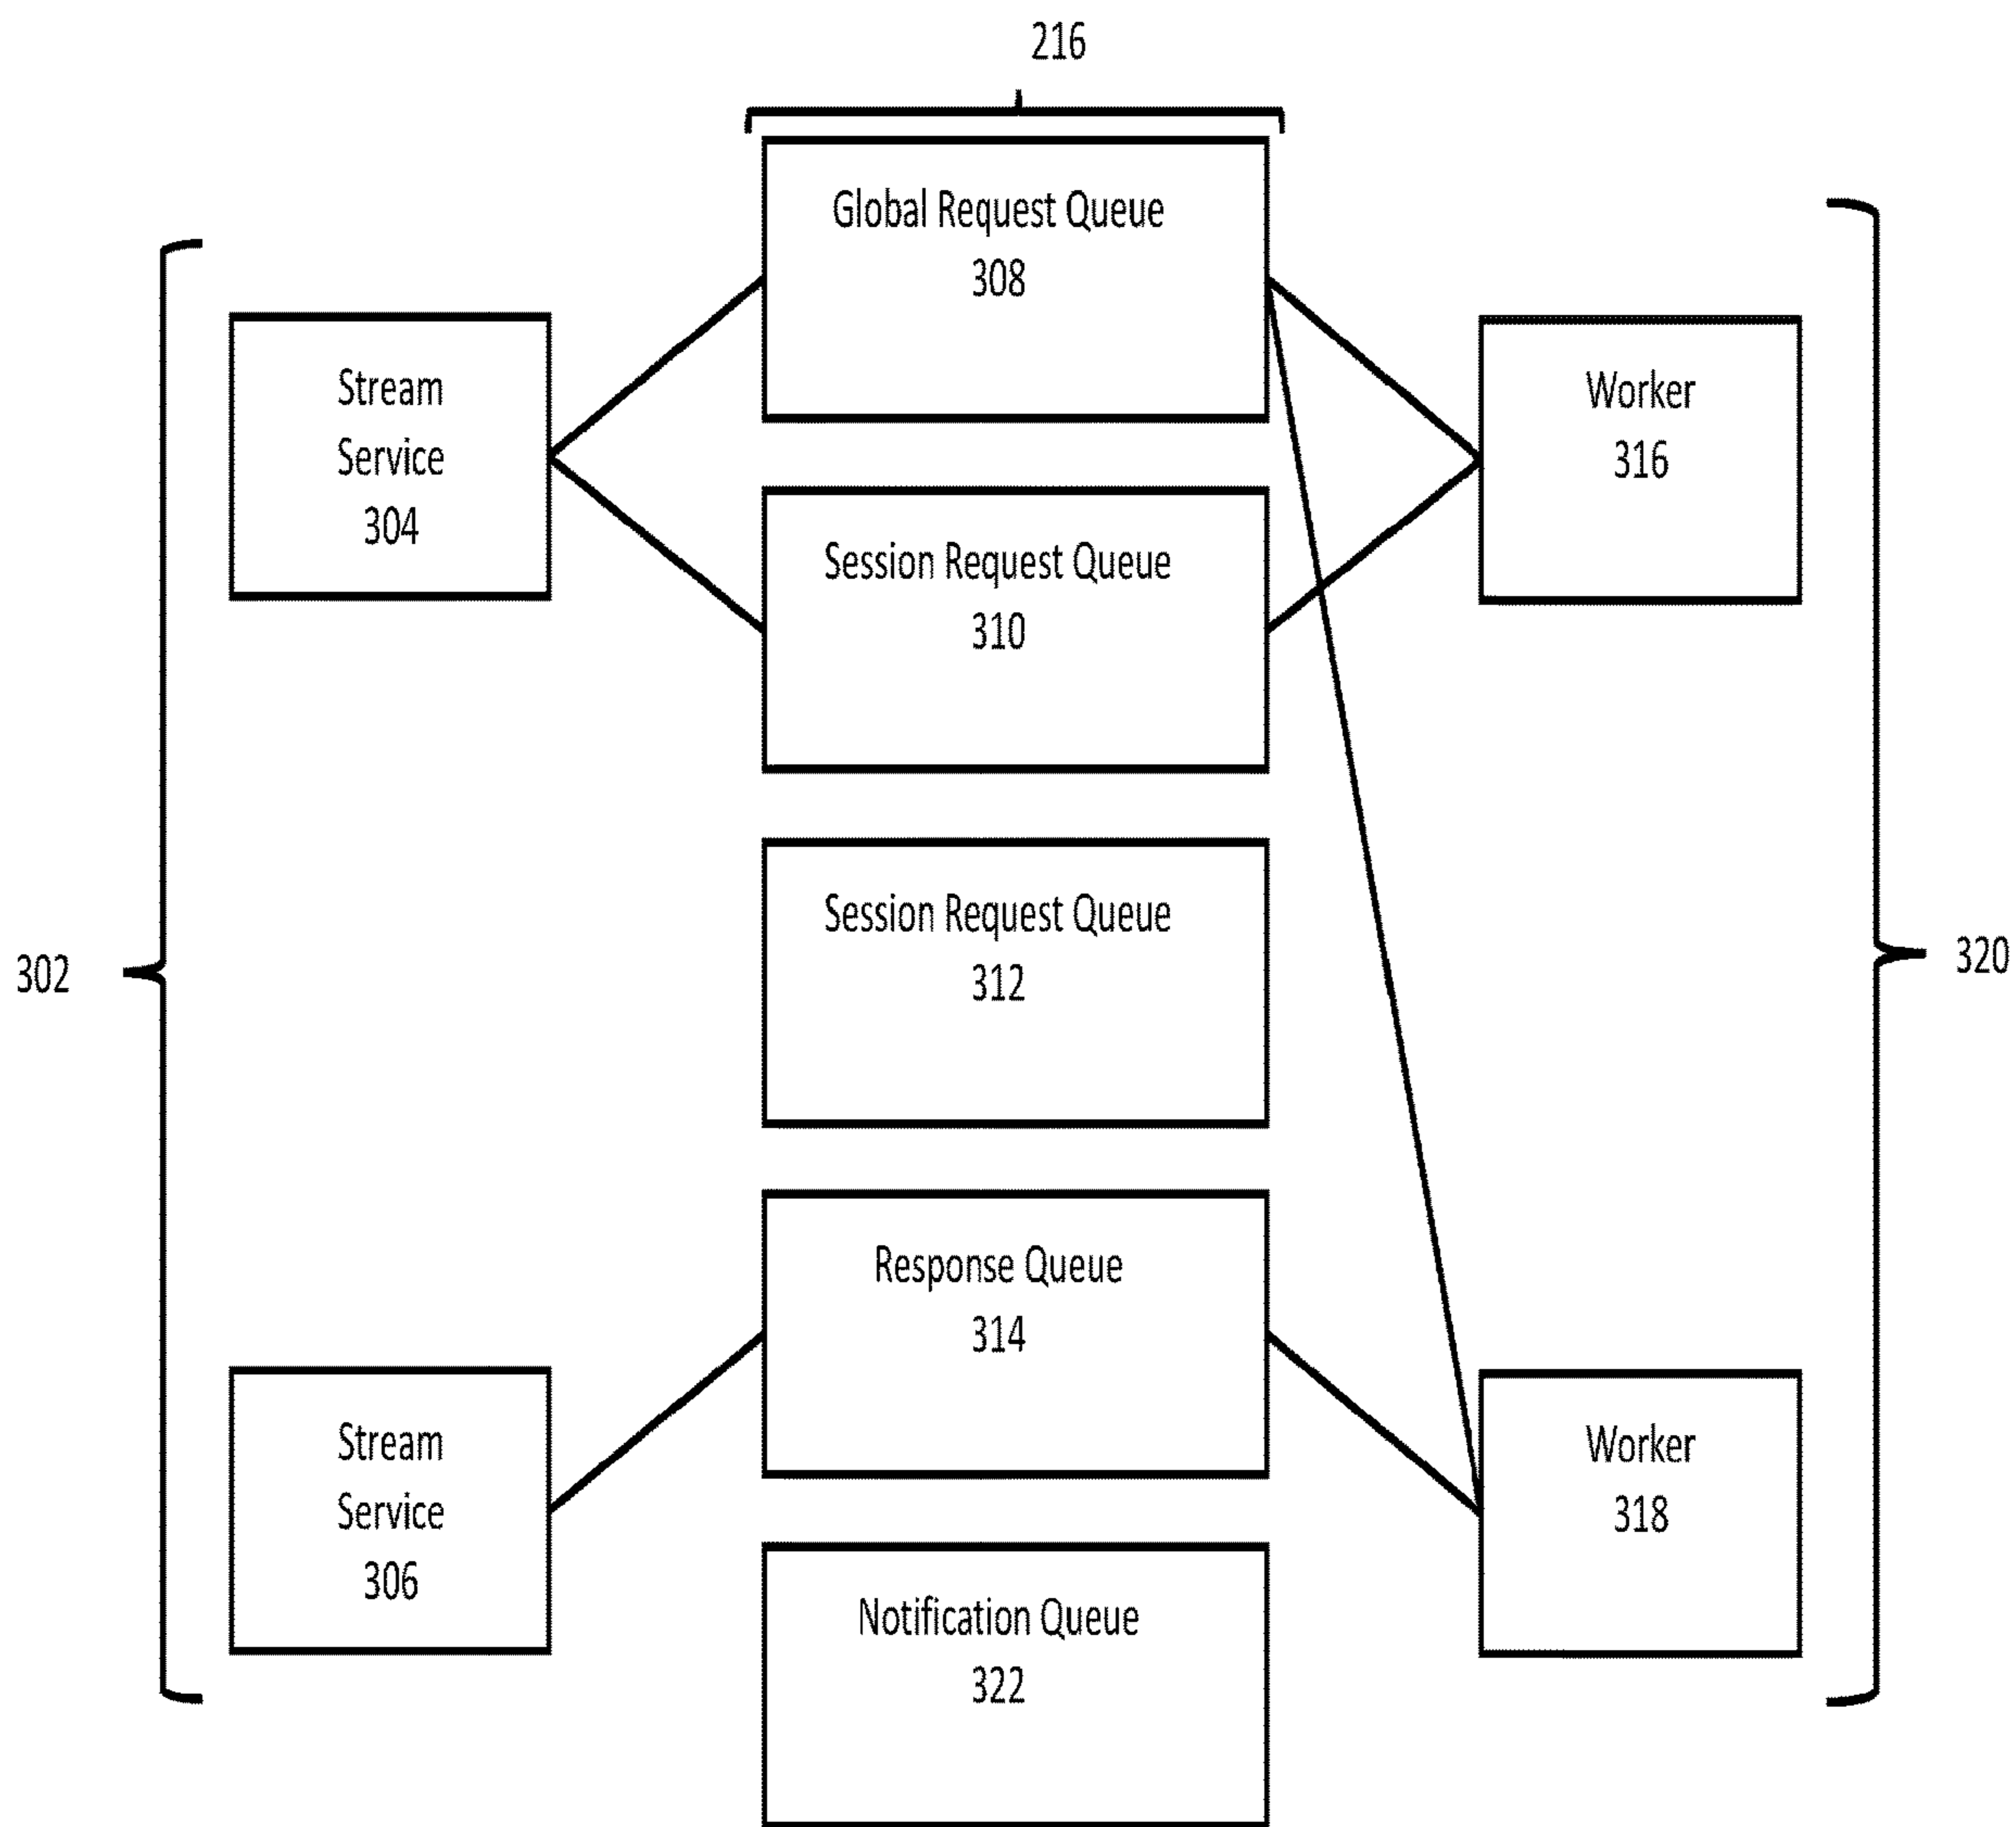 216
Global Request Queue
308
Stream
Service
304
Worker
316
Session Request Queue
310
Session Request Queue
312
302
320
Response Queue
314
Stream
Service
306
Worker
318
Notification Queue
322